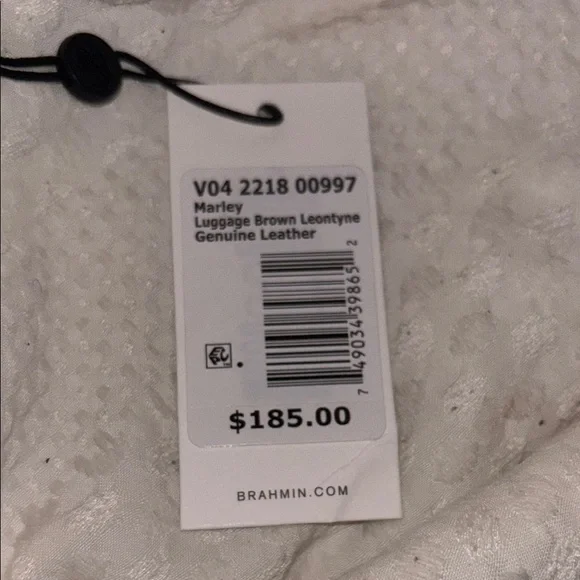 V04 2218 00997
Marley
Luggage Brown Leontyne
Genuine Leather
7 49034 39865 2
$185.00
BRAHMIN.COM